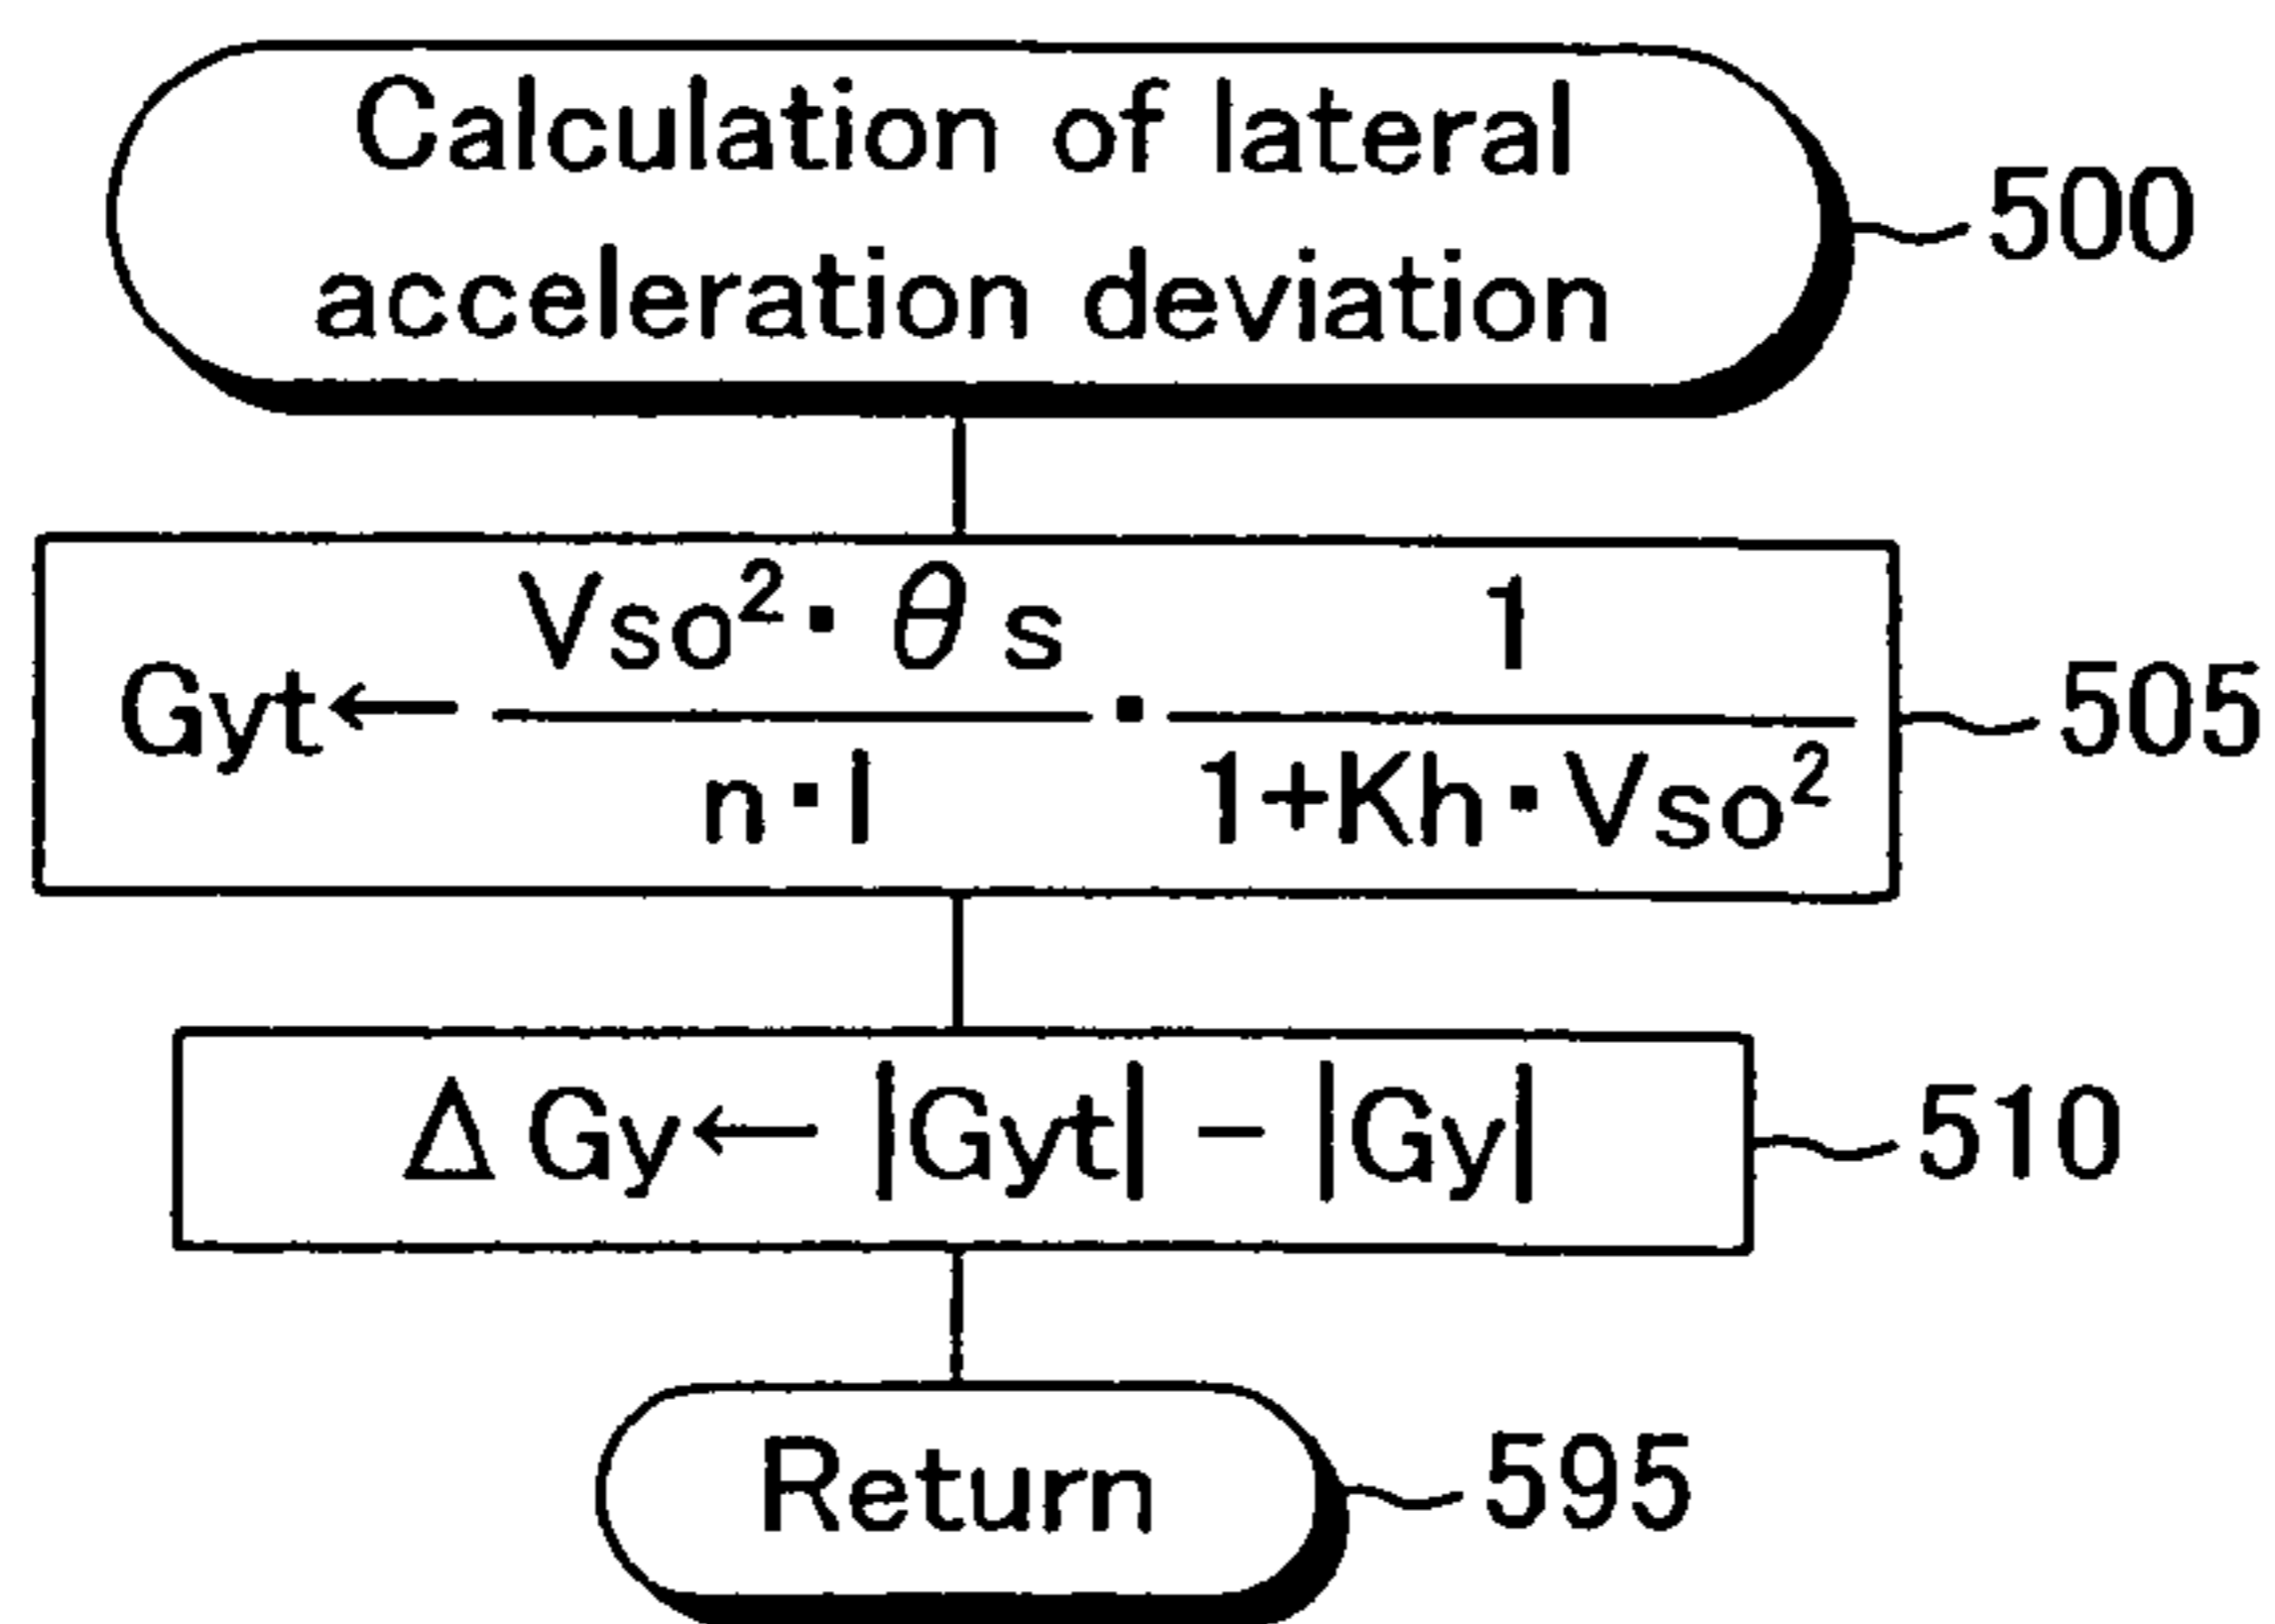 Calculation of lateral
acceleration deviation
500
Gyt← Vso²・θs / n・l ・ 1 / 1+Kh・Vso²
505
ΔGy← |Gyt| − |Gy|
510
Return
595